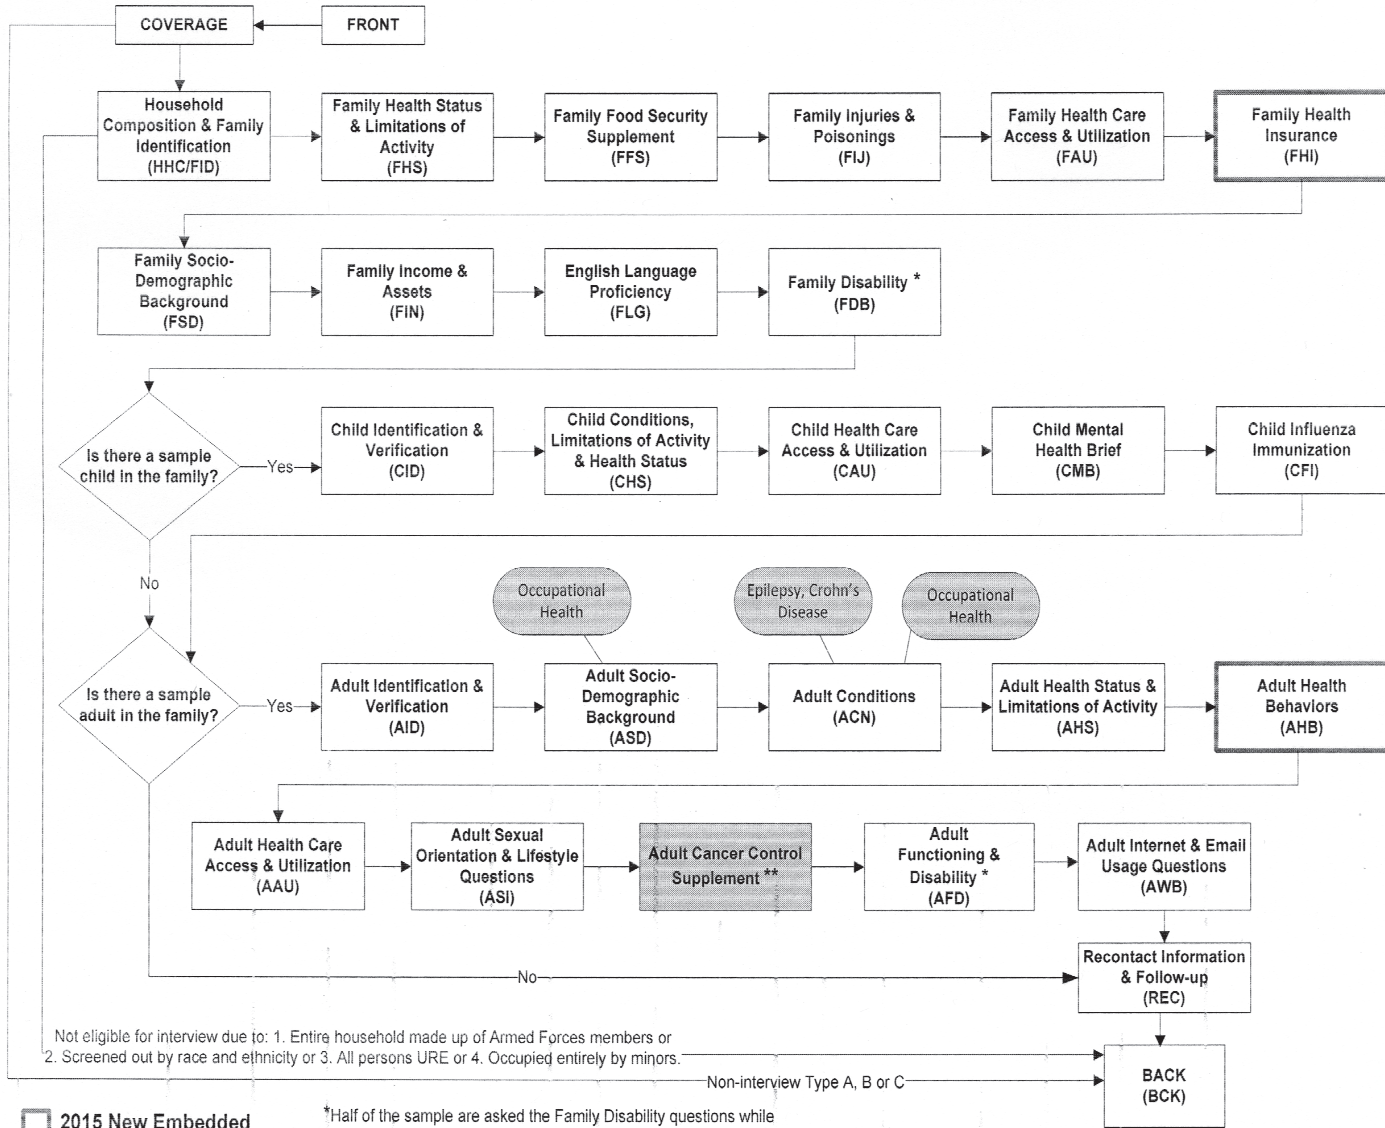 COVERAGE
FRONT
Household
Composition & Family
Identification
(HHC/FID)
Family Health Status
& Limitations of
Activity
(FHS)
Family Food Security
Supplement
(FFS)
Family Injuries &
Poisonings
(FIJ)
Family Health Care
Access & Utilization
(FAU)
Family Health
Insurance
(FHI)
Family Socio-
Demographic
Background
(FSD)
Family Income &
Assets
(FIN)
English Language
Proficiency
(FLG)
Family Disability *
(FDB)
Is there a sample
child in the family?
Yes
Child Identification &
Verification
(CID)
Child Conditions,
Limitations of Activity
& Health Status
(CHS)
Child Health Care
Access & Utilization
(CAU)
Child Mental
Health Brief
(CMB)
Child Influenza
Immunization
(CFI)
No
Occupational
Health
Epilepsy, Crohn's
Disease
Occupational
Health
Is there a sample
adult in the family?
Yes
Adult Identification &
Verification
(AID)
Adult Socio-
Demographic
Background
(ASD)
Adult Conditions
(ACN)
Adult Health Status &
Limitations of Activity
(AHS)
Adult Health
Behaviors
(AHB)
Adult Health Care
Access & Utilization
(AAU)
Adult Sexual
Orientation & Lifestyle
Questions
(ASI)
Adult Cancer Control
Supplement **
Adult
Functioning &
Disability *
(AFD)
Adult Internet & Email
Usage Questions
(AWB)
No
Recontact Information
& Follow-up
(REC)
Not eligible for interview due to: 1. Entire household made up of Armed Forces members or
2. Screened out by race and ethnicity or 3. All persons URE or 4. Occupied entirely by minors.
Non-interview Type A, B or C
BACK
(BCK)
2015 New Embedded
*Half of the sample are asked the Family Disability questions while